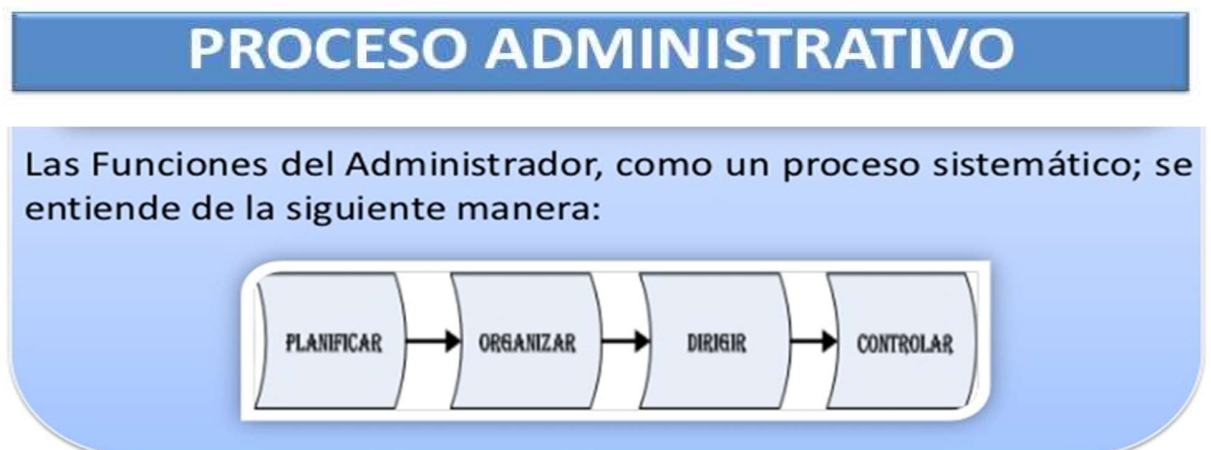 PROCESO ADMINISTRATIVO
Las Funciones del Administrador, como un proceso sistemático; se
entiende de la siguiente manera:
PLANIFICAR
ORGANIZAR
DIRIGIR
CONTROLAR